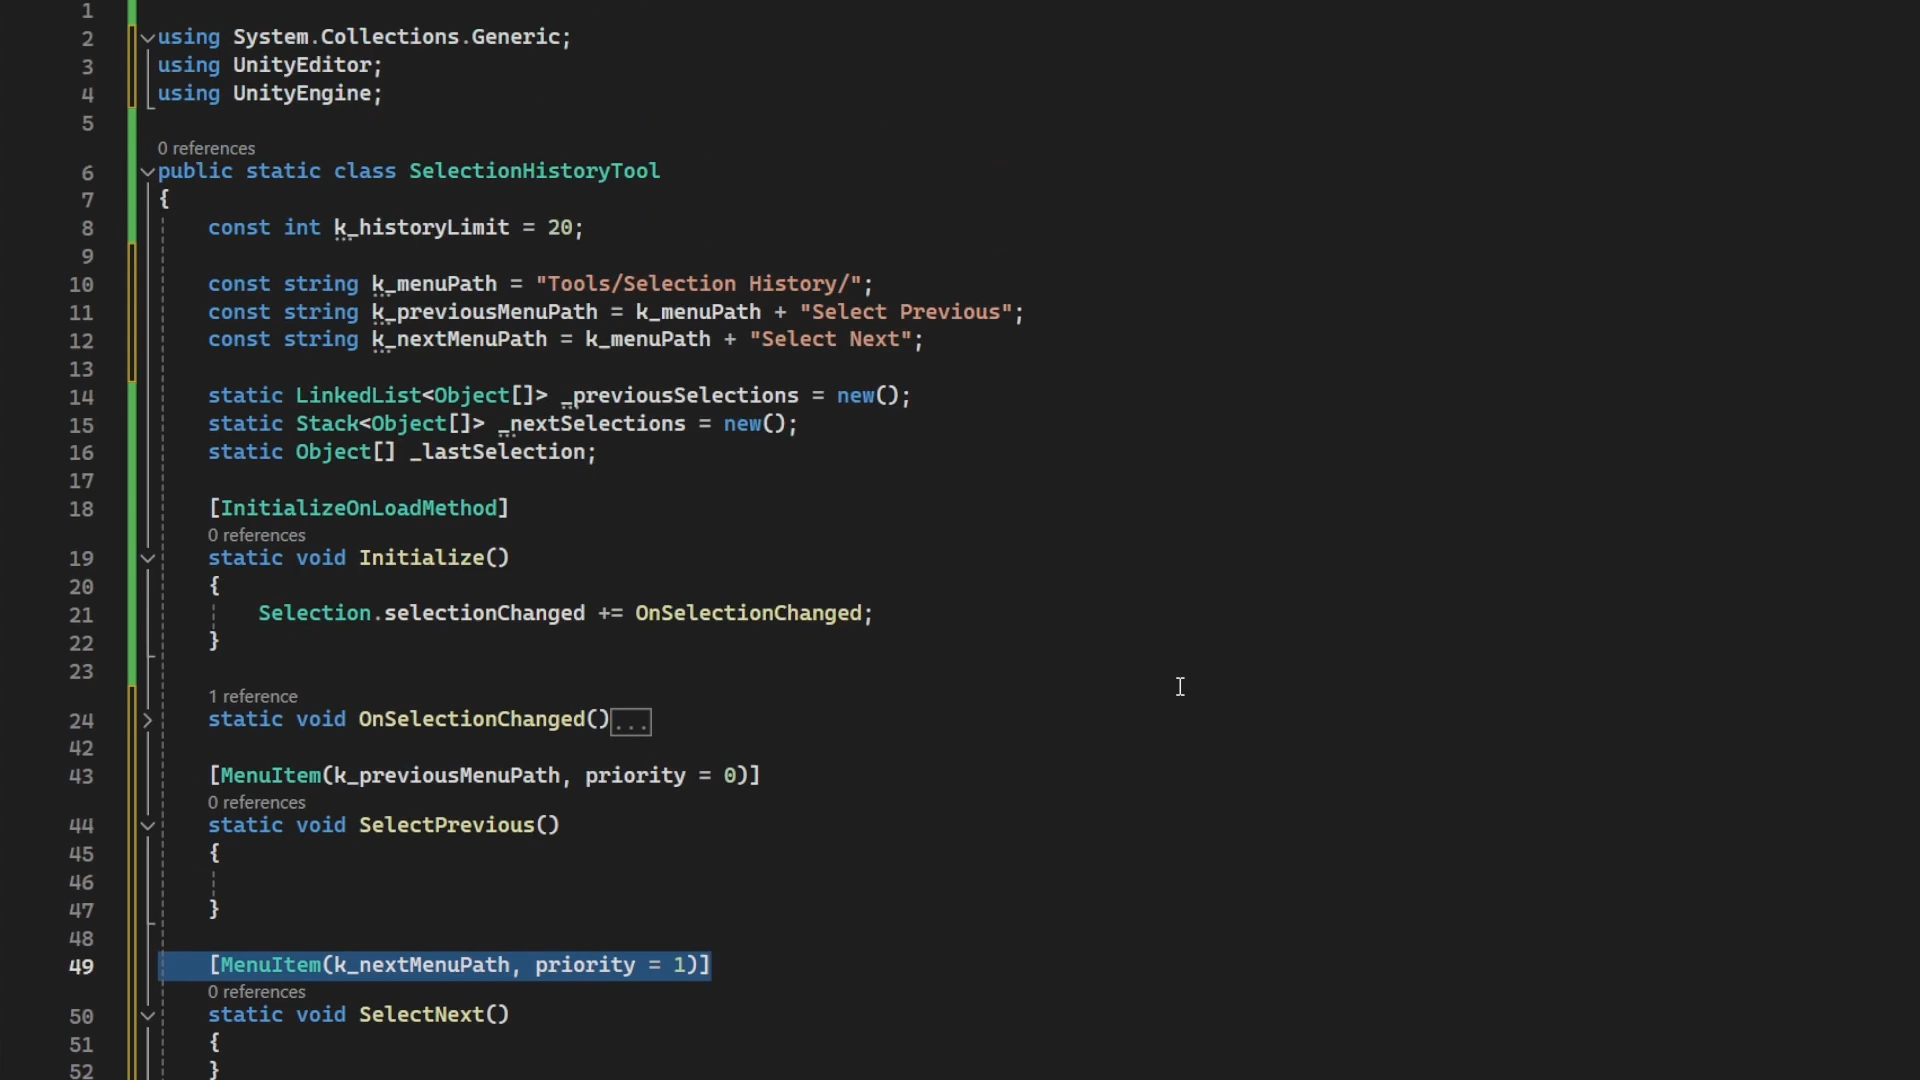 1
2 using System.Collections.Generic;
3 using UnityEditor;
4 using UnityEngine;
5
0 references
6 public static class SelectionHistoryTool
7 {
8 const int k_historyLimit = 20;
9
10 const string k_menuPath = "Tools/Selection History/";
11 const string k_previousMenuPath = k_menuPath + "Select Previous";
12 const string k_nextMenuPath = k_menuPath + "Select Next";
13
14 static LinkedList<Object[]> _previousSelections = new();
15 static Stack<Object[]> _nextSelections = new();
16 static Object[] _lastSelection;
17
18 [InitializeOnLoadMethod]
0 references
19 static void Initialize()
20 {
21 Selection.selectionChanged += OnSelectionChanged;
22 }
23
1 reference
24 static void OnSelectionChanged()...
42
43 [MenuItem(k_previousMenuPath, priority = 0)]
0 references
44 static void SelectPrevious()
45 {
46
47 }
48
49 [MenuItem(k_nextMenuPath, priority = 1)]
0 references
50 static void SelectNext()
51 {
52 }